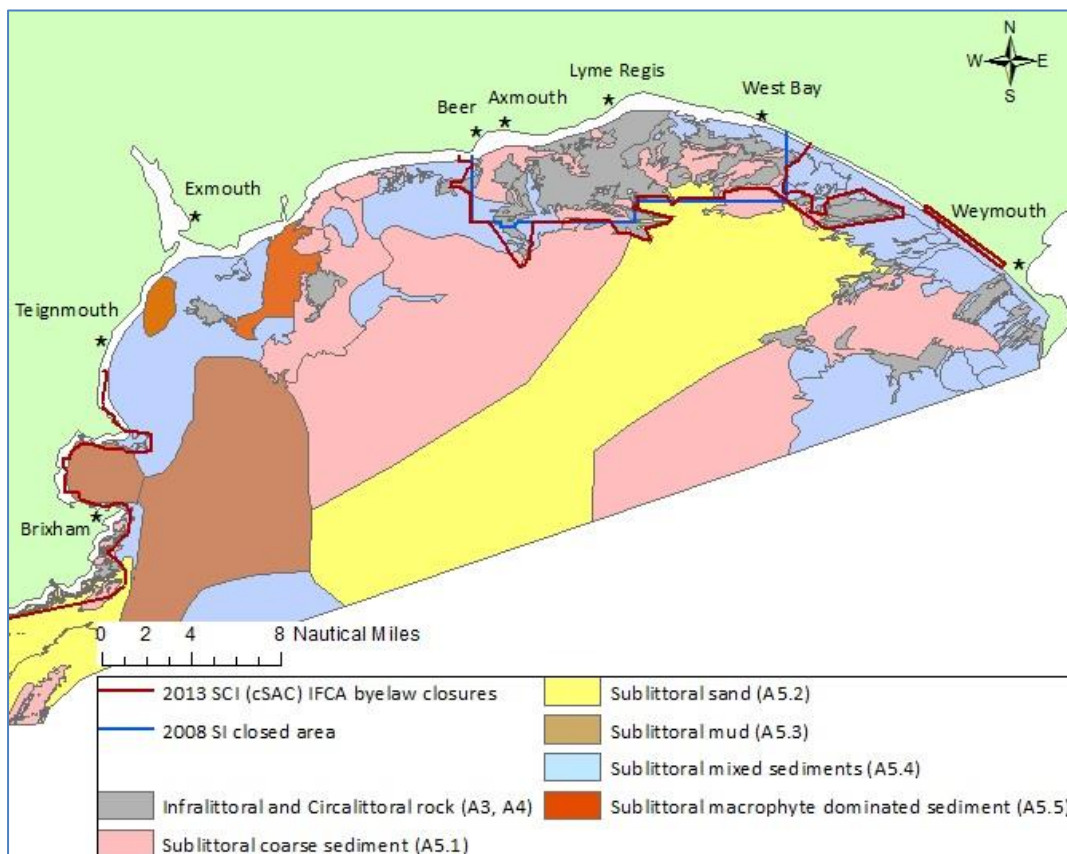 N
W E
S
Lyme Regis
West Bay
Axmouth
Beer
Exmouth
Weymouth
Teignmouth
Brixham
0 2 4 8 Nautical Miles
2013 SCI (cSAC) IFCA byelaw closures
2008 SI closed area
Infralittoral and Circalittoral rock (A3, A4)
Sublittoral coarse sediment (A5.1)
Sublittoral sand (A5.2)
Sublittoral mud (A5.3)
Sublittoral mixed sediments (A5.4)
Sublittoral macrophyte dominated sediment (A5.5)